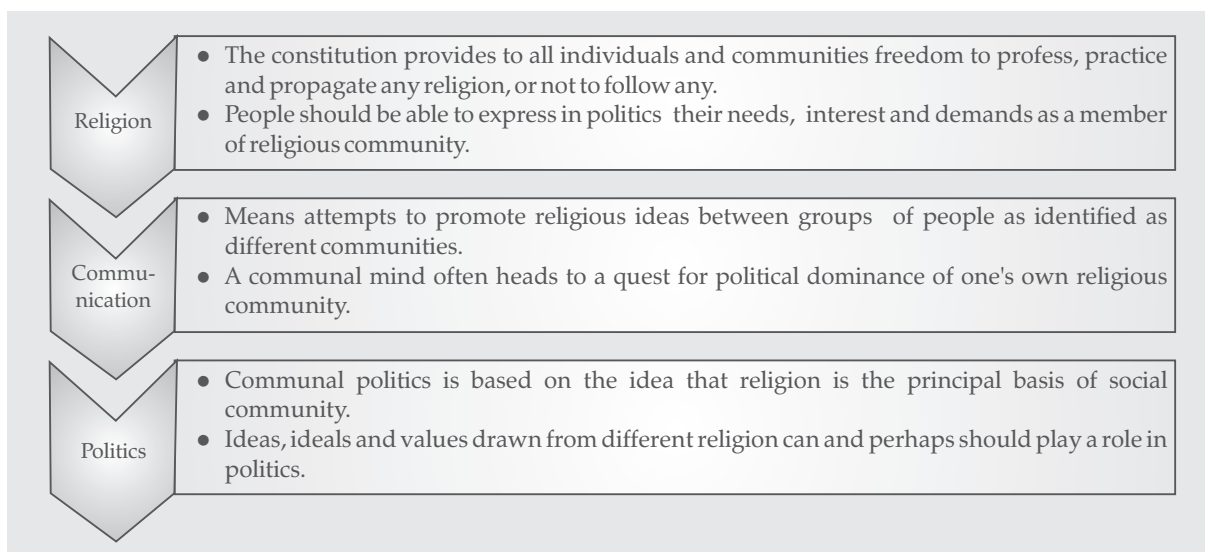 Religion
● The constitution provides to all individuals and communities freedom to profess, practice
and propagate any religion, or not to follow any.
● People should be able to express in politics their needs, interest and demands as a member
of religious community.
Commu-
nication
● Means attempts to promote religious ideas between groups of people as identified as
different communities.
● A communal mind often heads to a quest for political dominance of one's own religious
community.
Politics
● Communal politics is based on the idea that religion is the principal basis of social
community.
● Ideas, ideals and values drawn from different religion can and perhaps should play a role in
politics.